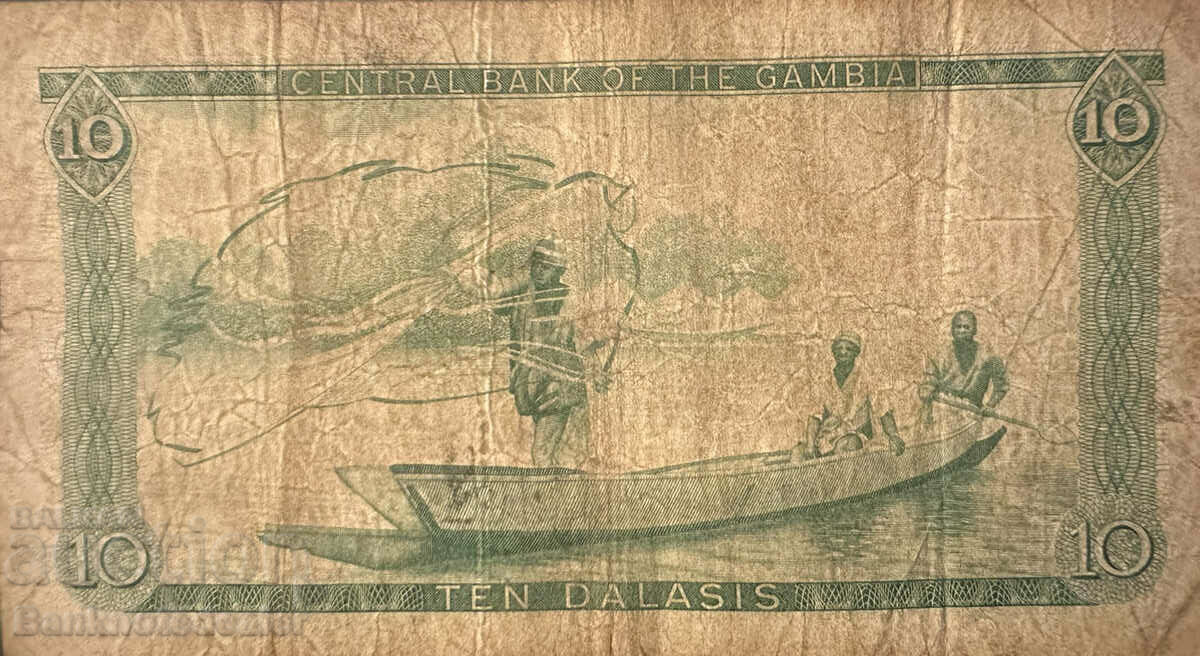 CENTRAL BANK OF THE GAMBIA
10 10
10 10
TEN DALASIS